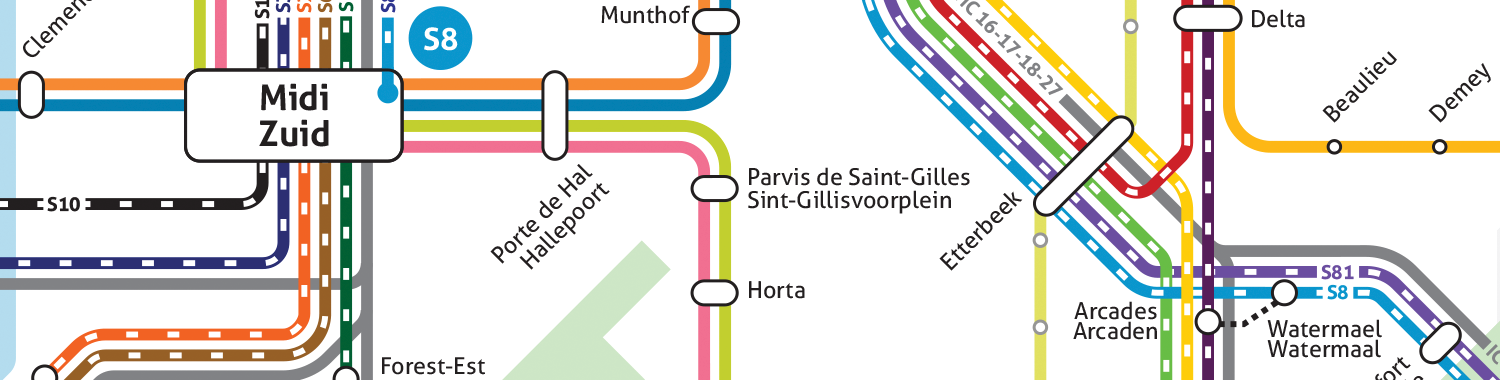 S8
Munthof
IC 16-17-18-27
Delta
Midi
Zuid
Beaulieu
Demey
Parvis de Saint-Gilles
Sint-Gillisvoorplein
S10
Porte de Hal
Hallepoort
Etterbeek
S81
S8
Horta
Arcades
Arcaden
Watermael
Watermaal
Forest-Est